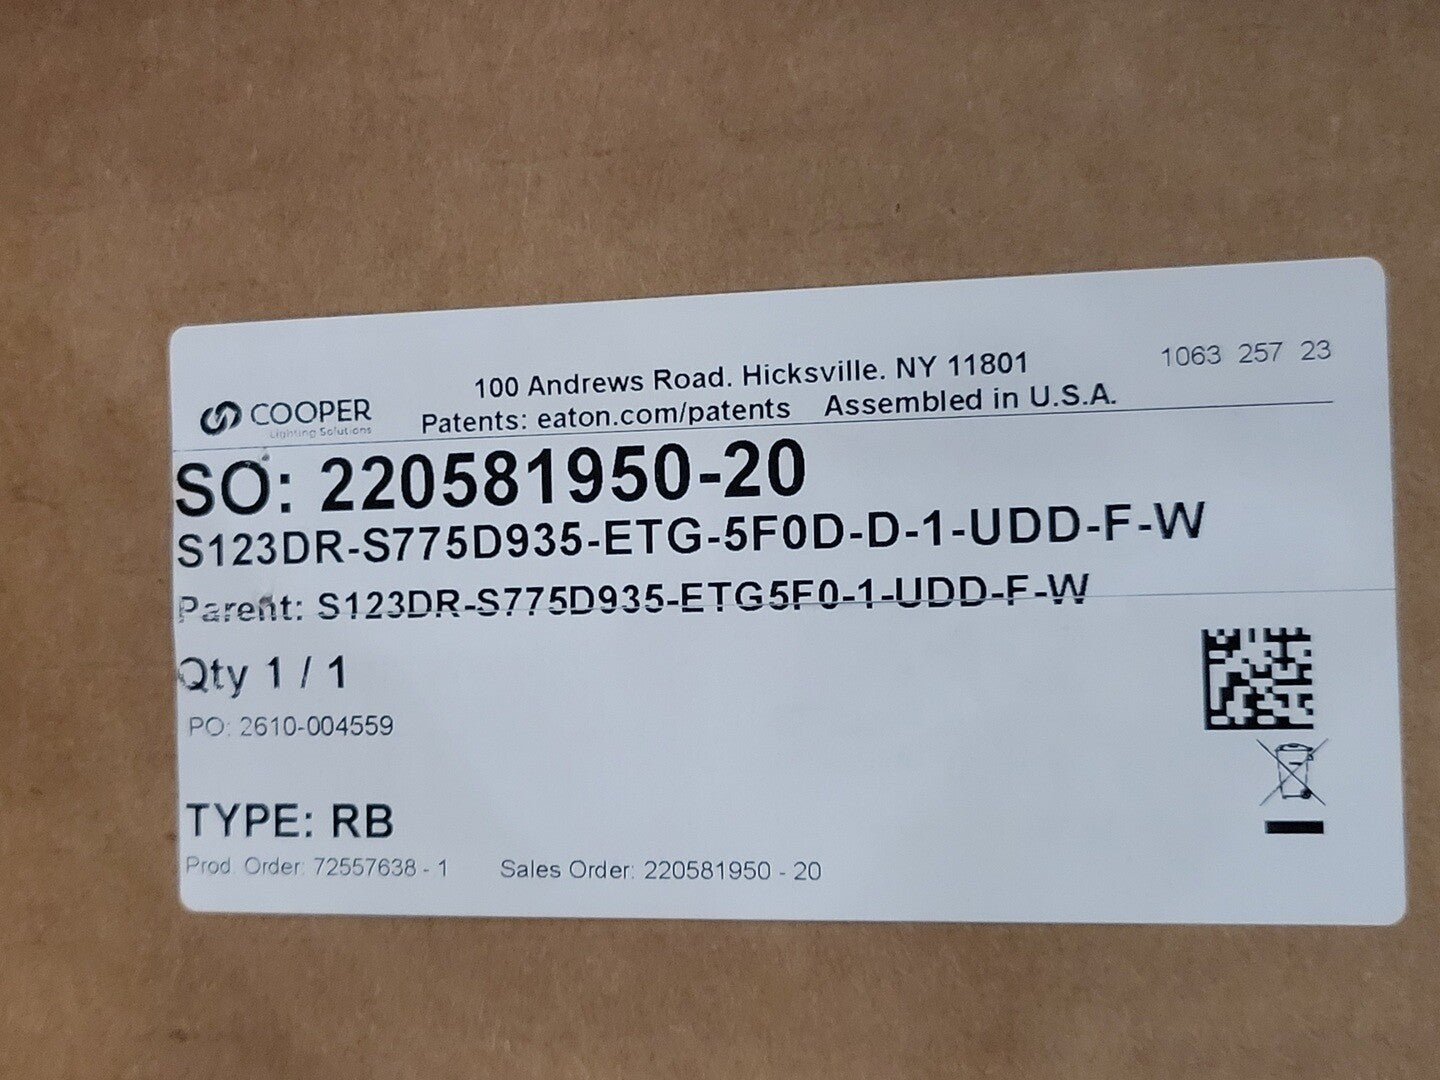 100 Andrews Road. Hicksville. NY 11801
1063 257 23
COOPER
Lighting Solutions
Patents: eaton.com/patents Assembled in U.S.A.
SO: 220581950-20
S123DR-S775D935-ETG-5F0D-D-1-UDD-F-W
Parent: S123DR-S775D935-ETG5F0-1-UDD-F-W
Qty 1 / 1
PO: 2610-004559
TYPE: RB
Prod. Order: 72557638 - 1 Sales Order: 220581950 - 20